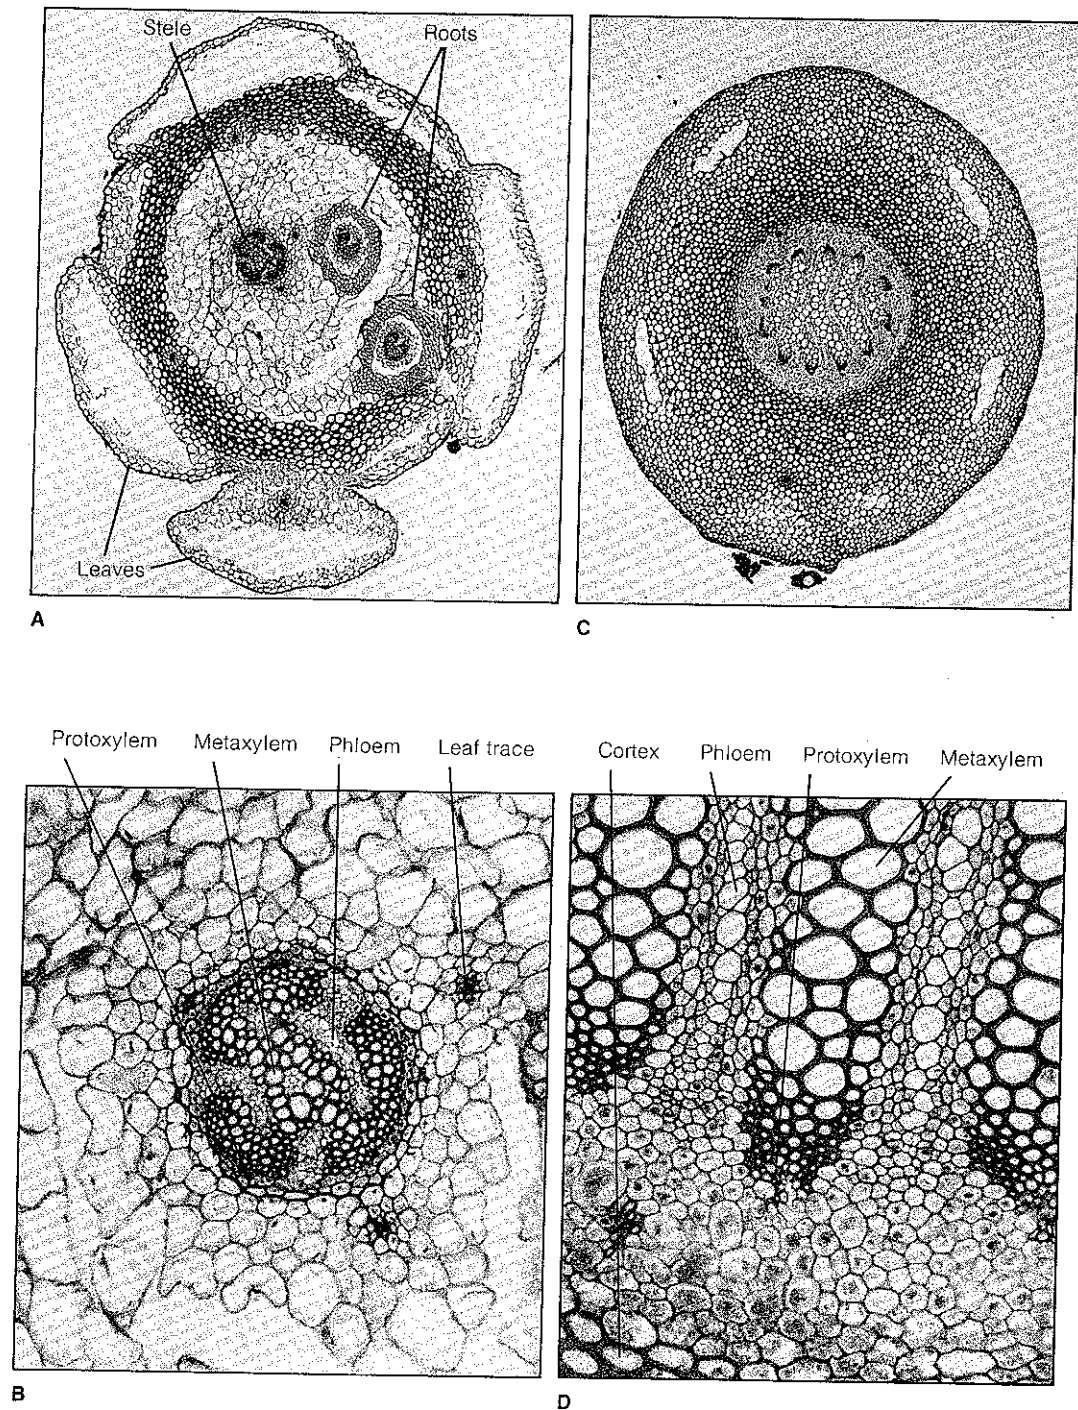 Stele
Roots
Leaves
A
C
Protoxylem Metaxylem Phloem Leaf trace
Cortex Phloem Protoxylem Metaxylem
B
D